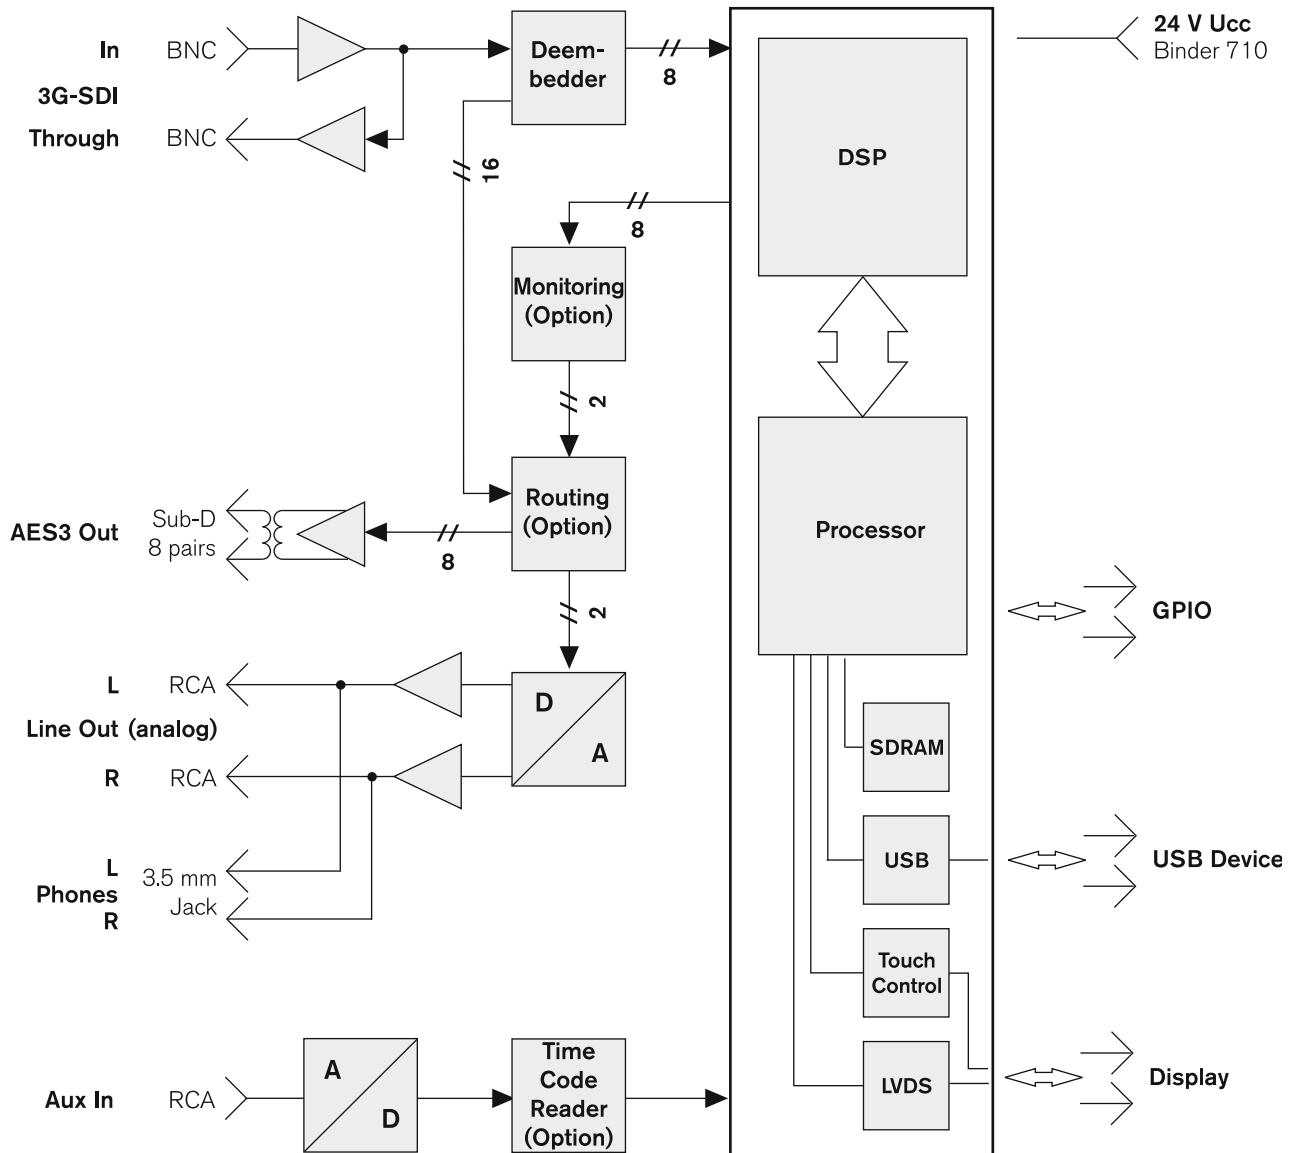 In BNC
3G-SDI
Through BNC
Deem-
bedder
8
16
8
DSP
24 V Ucc
Binder 710
Monitoring
(Option)
2
Routing
(Option)
AES3 Out
Sub-D
8 pairs
8
2
Processor
GPIO
L RCA
Line Out (analog)
R RCA
D
A
SDRAM
L
Phones
R
3.5 mm
Jack
USB
USB Device
Touch
Control
LVDS
Display
Aux In RCA
A
D
Time
Code
Reader
(Option)